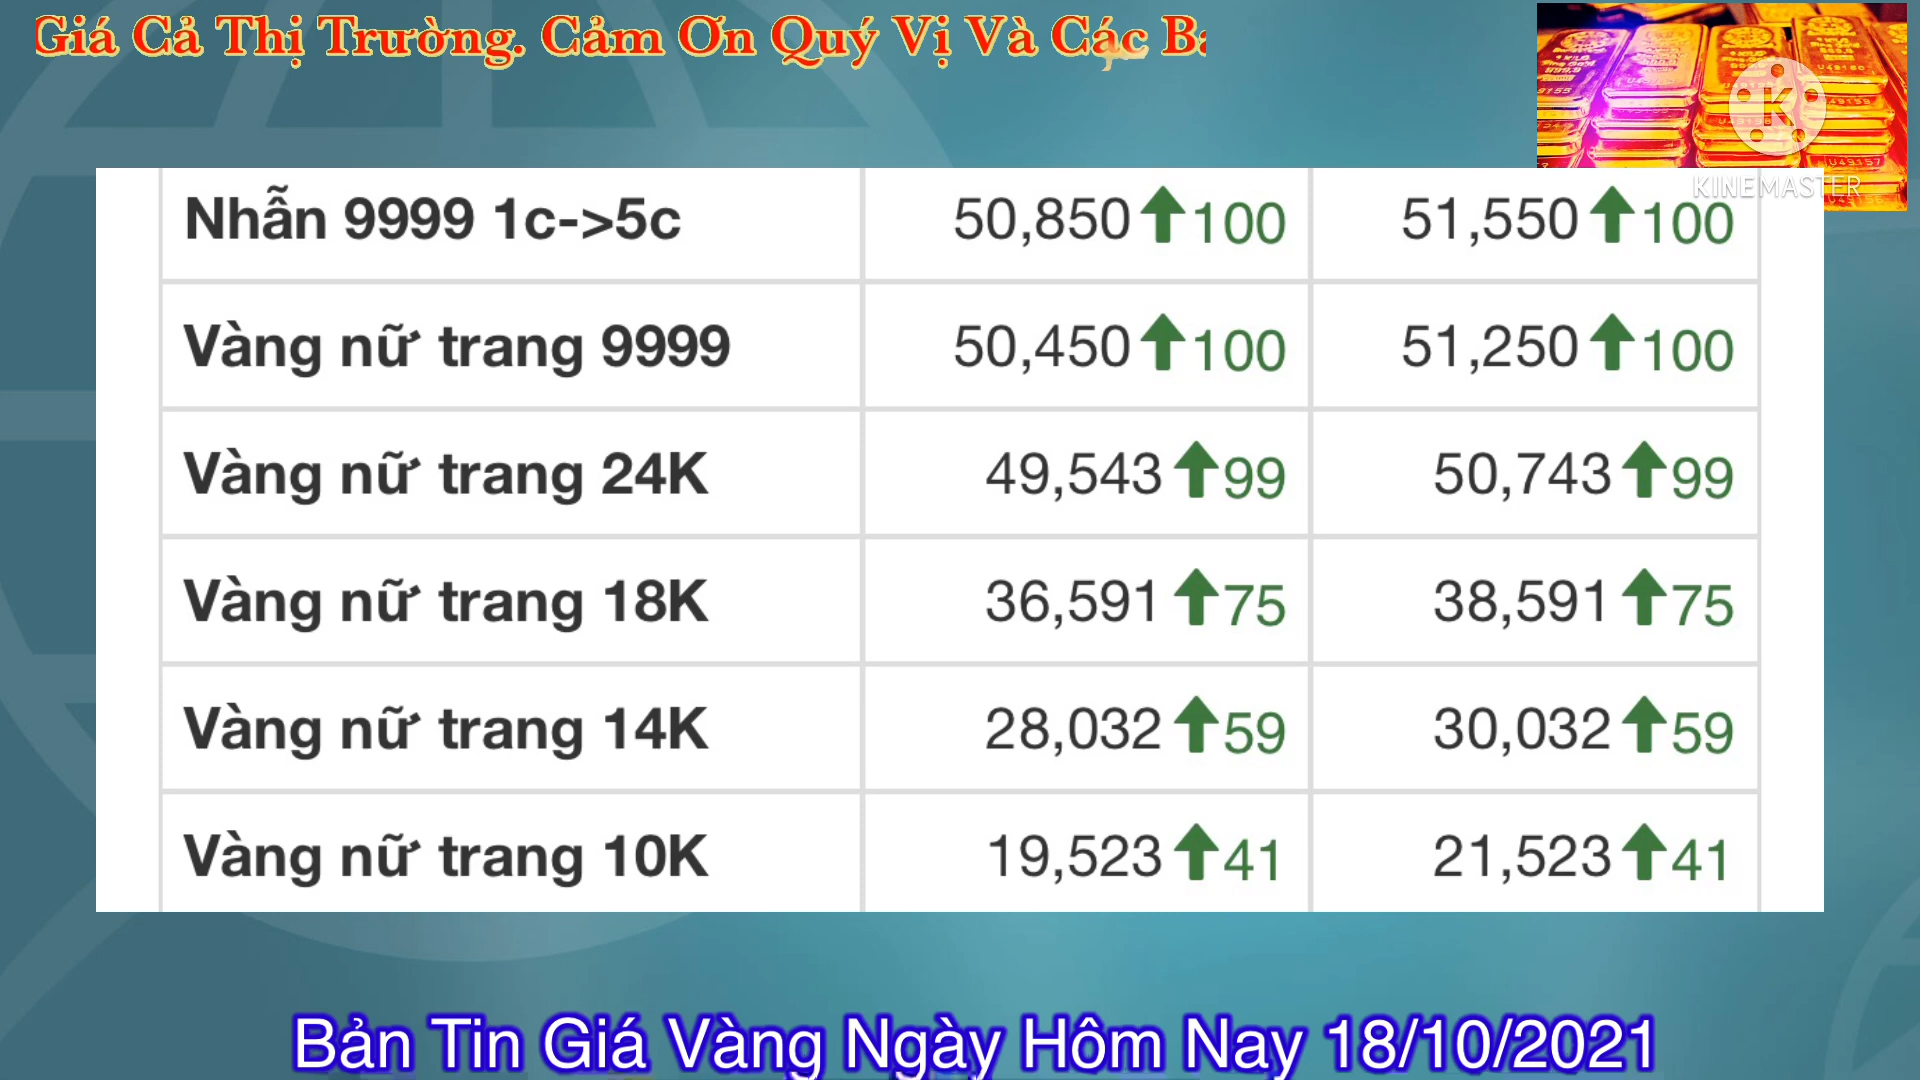 Giá Cả Thị Trường. Cảm Ơn Quý Vị Và Các
KINEMASTER
Nhẫn 9999 1c->5c 50,850 ⬆100 51,550 ⬆100
Vàng nữ trang 9999 50,450 ⬆100 51,250 ⬆100
Vàng nữ trang 24K 49,543 ⬆99 50,743 ⬆99
Vàng nữ trang 18K 36,591 ⬆75 38,591 ⬆75
Vàng nữ trang 14K 28,032 ⬆59 30,032 ⬆59
Vàng nữ trang 10K 19,523 ⬆41 21,523 ⬆41
Bản Tin Giá Vàng Ngày Hôm Nay 18/10/2021